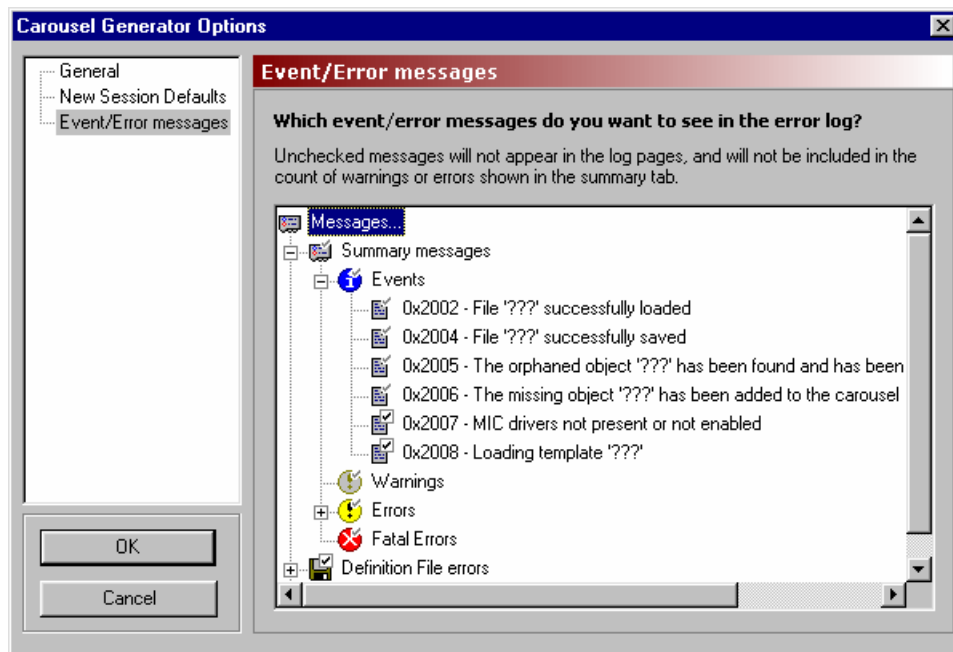 Carousel Generator Options
General
New Session Defaults
Event/Error messages
OK
Cancel
Event/Error messages
Which event/error messages do you want to see in the error log?
Unchecked messages will not appear in the log pages, and will not be included in the
count of warnings or errors shown in the summary tab.
Messages...
Summary messages
Events
0x2002 - File '???' successfully loaded
0x2004 - File '???' successfully saved
0x2005 - The orphaned object '???' has been found and has been
0x2006 - The missing object '???' has been added to the carousel
0x2007 - MIC drivers not present or not enabled
0x2008 - Loading template '???'
Warnings
Errors
Fatal Errors
Definition File errors